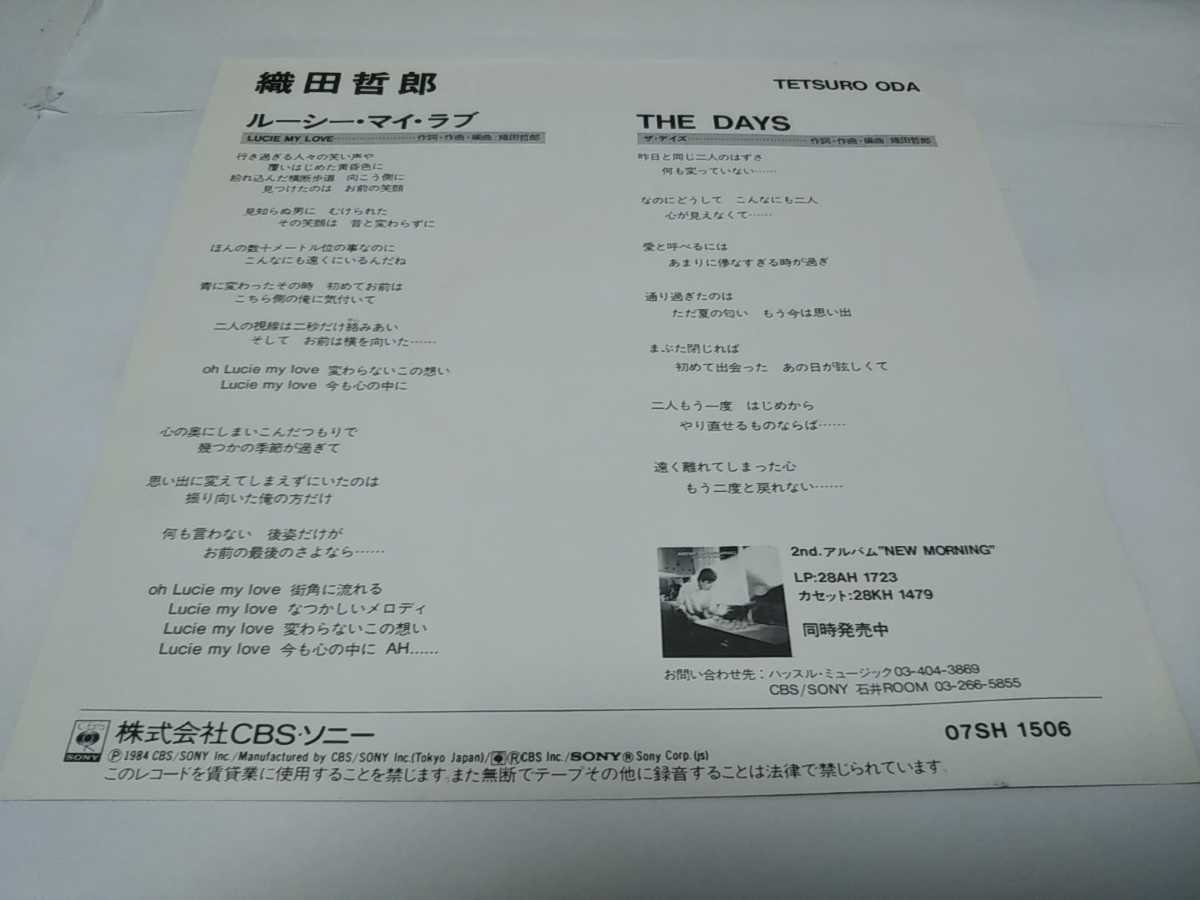 織田哲郎
TETSURO ODA
ルーシー・マイ・ラブ
LUCIE MY LOVE 作詞・作曲・編曲 織田哲郎
行き過ぎる人々の笑い声や
覆いはじめた黄昏色に
紛れ込んだ横断歩道　向こう側に
見つけたのは　お前の笑顔
見知らぬ男に　むけられた
その笑顔は　昔と変わらずに
ほんの数十メートル位の事なのに
こんなにも遠くにいるんだね
青に変わったその時　初めてお前は
こちら側の俺に気付いて
二人の視線は二秒だけ絡みあい
そして　お前は横を向いた……
oh Lucie my love 変わらないこの想い
Lucie my love 今も心の中に
心の奥にしまいこんだつもりで
幾つかの季節が過ぎて
思い出に変えてしまえずにいたのは
振り向いた俺の方だけ
何も言わない　後姿だけが
お前の最後のさよなら……
oh Lucie my love 街角に流れる
Lucie my love なつかしいメロディ
Lucie my love 変わらないこの想い
Lucie my love 今も心の中に AH……
THE DAYS
ザ・デイズ 作詞・作曲・編曲 織田哲郎
昨日と同じ二人のはずさ
何も変っていない……
なのにどうして　こんなにも二人
心が見えなくて……
愛と呼べるには
あまりに儚なすぎる時が過ぎ
通り過ぎたのは
ただ夏の匂い　もう今は思い出
まぶた閉じれば
初めて出会った　あの日が眩しくて
二人もう一度　はじめから
やり直せるものならば……
遠く離れてしまった心
もう二度と戻れない……
2nd.アルバム"NEW MORNING"
LP:28AH 1723
カセット:28KH 1479
同時発売中
お問い合わせ先：ハッスル・ミュージック03-404-3869
CBS/SONY 石井ROOM 03-266-5855
CBS
SONY
株式会社CBS・ソニー
07SH 1506
Ⓟ1984 CBS/SONY Inc./Manufactured by CBS/SONY Inc.(Tokyo Japan)/ⓇCBS Inc./SONY® Sony Corp.(js)
このレコードを賃貸業に使用することを禁じます。また無断でテープその他に録音することは法律で禁じられています。